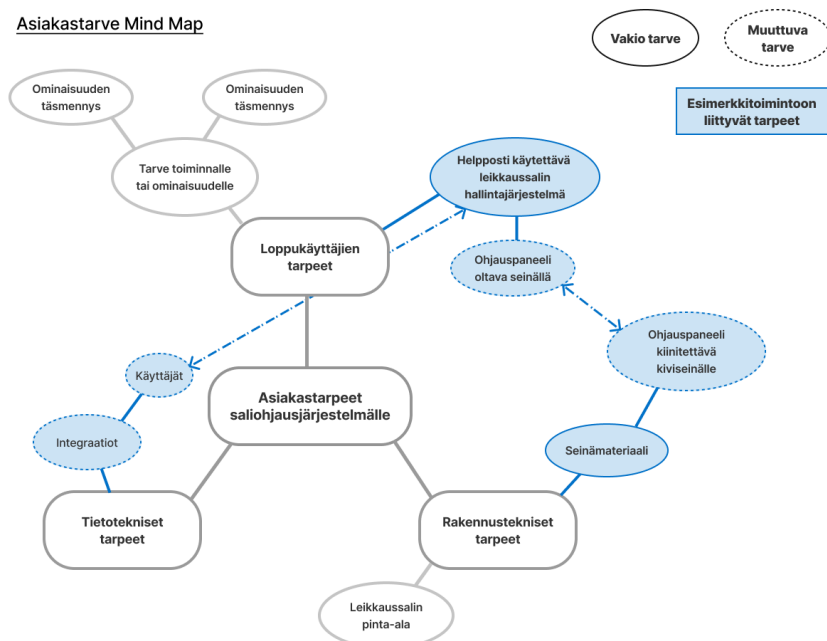 Asiakastarve Mind Map
Vakio tarve
Muuttuva
tarve
Esimerkkitoimintoon
liittyvät tarpeet
Ominaisuuden
täsmennys
Ominaisuuden
täsmennys
Tarve toiminnalle
tai ominaisuudelle
Helpposti käytettävä
leikkaussalin
hallintajärjestelmä
Loppukäyttäjien
tarpeet
Ohjauspaneeli
oltava seinällä
Ohjauspaneeli
kiinitettävä
kiviseinälle
Käyttäjät
Asiakastarpeet
saliohjausjärjestelmälle
Integraatiot
Seinämateriaali
Tietotekniset
tarpeet
Rakennustekniset
tarpeet
Leikkaussalin
pinta-ala